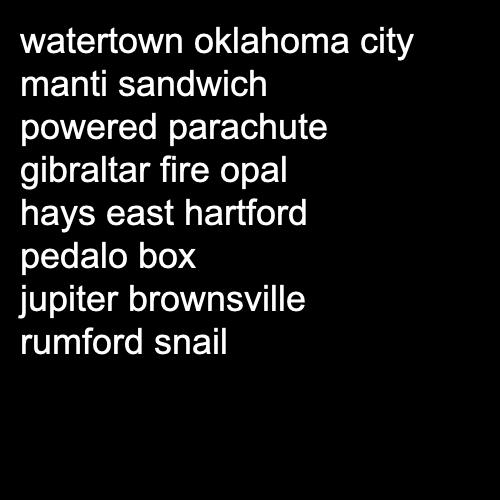 watertown oklahoma city
manti sandwich
powered parachute
gibraltar fire opal
hays east hartford
pedalo box
jupiter brownsville
rumford snail